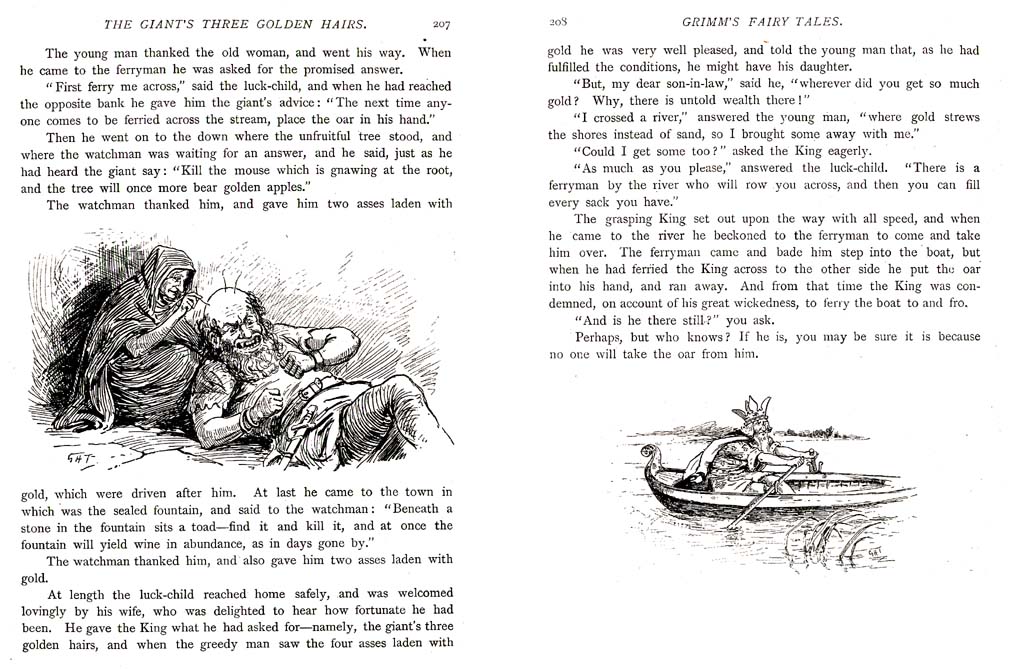 THE GIANT'S THREE GOLDEN HAIRS. 207
The young man thanked the old woman, and went his way. When
he came to the ferryman he was asked for the promised answer.
"First ferry me across," said the luck-child, and when he had reached
the opposite bank he gave him the giant's advice: "The next time any-
one comes to be ferried across the stream, place the oar in his hand."
Then he went on to the down where the unfruitful tree stood, and
where the watchman was waiting for an answer, and he said, just as he
had heard the giant say: "Kill the mouse which is gnawing at the root,
and the tree will once more bear golden apples."
The watchman thanked him, and gave him two asses laden with
GHT
gold, which were driven after him. At last he came to the town in
which was the sealed fountain, and said to the watchman: "Beneath a
stone in the fountain sits a toad—find it and kill it, and at once the
fountain will yield wine in abundance, as in days gone by."
The watchman thanked him, and also gave him two asses laden with
gold.
At length the luck-child reached home safely, and was welcomed
lovingly by his wife, who was delighted to hear how fortunate he had
been. He gave the King what he had asked for—namely, the giant's three
golden hairs, and when the greedy man saw the four asses laden with
208 GRIMM'S FAIRY TALES.
gold he was very well pleased, and told the young man that, as he had
fulfilled the conditions, he might have his daughter.
"But, my dear son-in-law," said he, "wherever did you get so much
gold? Why, there is untold wealth there!"
"I crossed a river," answered the young man, "where gold strews
the shores instead of sand, so I brought some away with me."
"Could I get some too?" asked the King eagerly.
"As much as you please," answered the luck-child. "There is a
ferryman by the river who will row you across, and then you can fill
every sack you have."
The grasping King set out upon the way with all speed, and when
he came to the river he beckoned to the ferryman to come and take
him over. The ferryman came and bade him step into the boat, but
when he had ferried the King across to the other side he put the oar
into his hand, and ran away. And from that time the King was con-
demned, on account of his great wickedness, to ferry the boat to and fro.
"And is he there still?" you ask.
Perhaps, but who knows? If he is, you may be sure it is because
no one will take the oar from him.
GHT